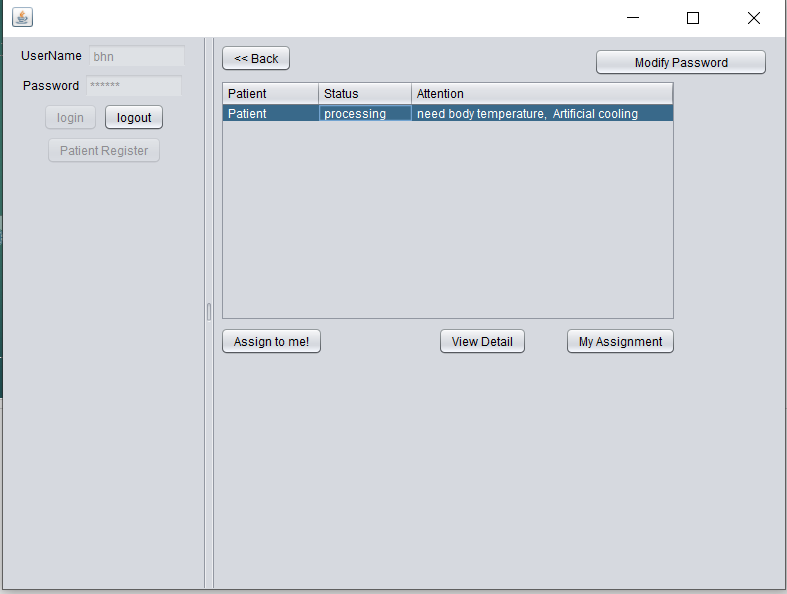 UserName bhn
Password ******
login logout
Patient Register
<< Back
Modify Password
Patient Status Attention
Patient processing need body temperature, Artificial cooling
Assign to me! View Detail My Assignment